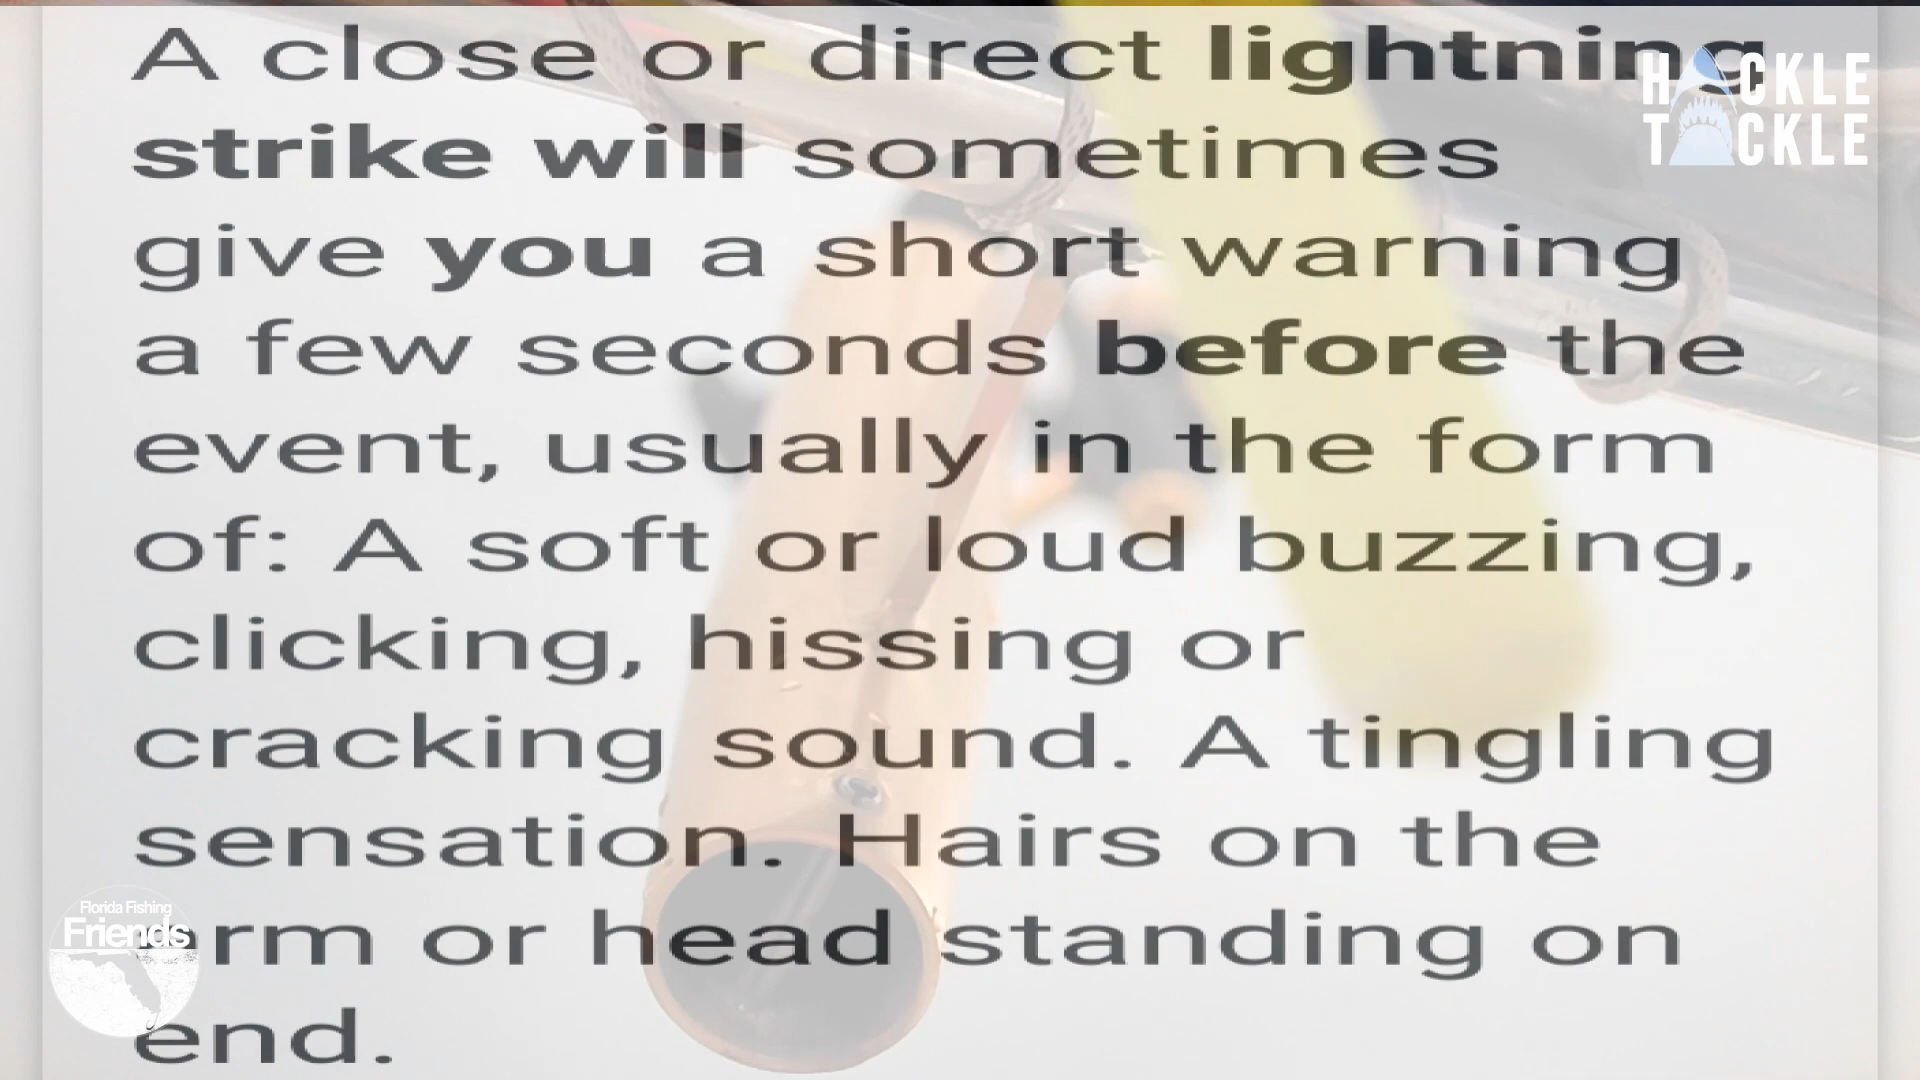 A close or direct lightning
strike will sometimes
give you a short warning
a few seconds before the
event, usually in the form
of: A soft or loud buzzing,
clicking, hissing or
cracking sound. A tingling
sensation. Hairs on the
arm or head standing on
end.
HACKLE
TACKLE
Florida Fishing
Friends